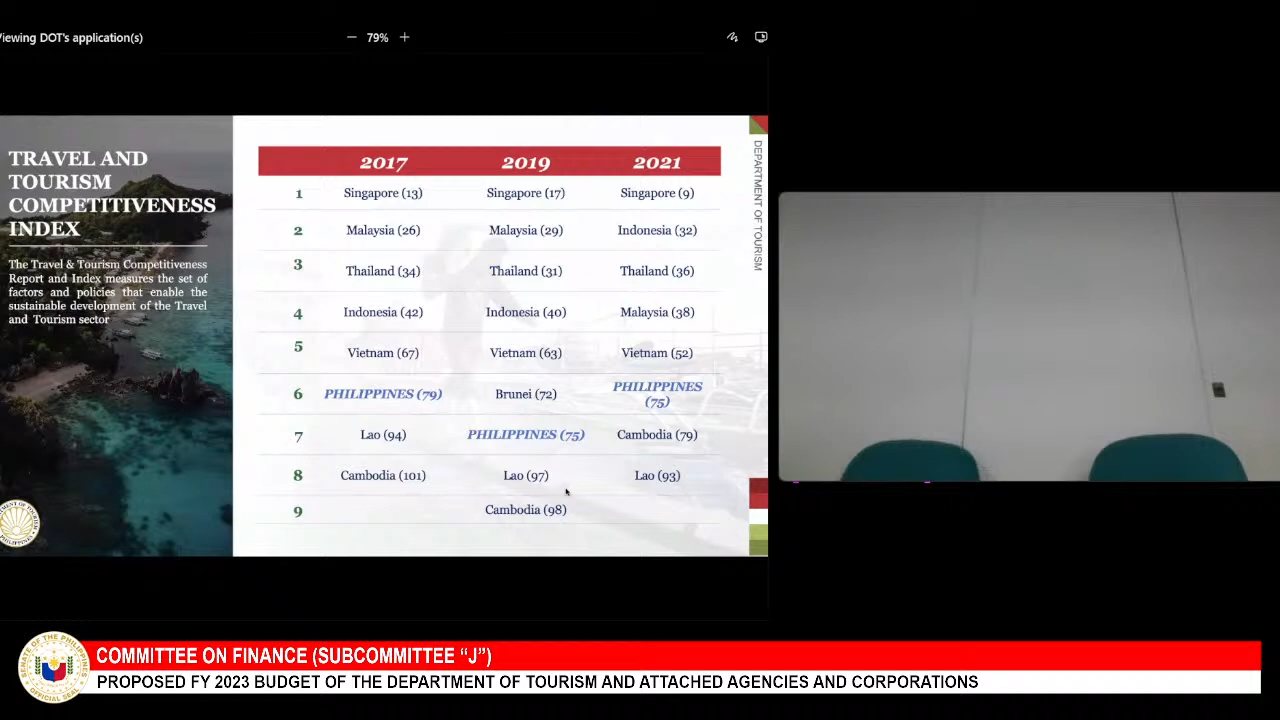 Viewing DOT's application(s)
79%
TRAVEL AND
TOURISM
COMPETITIVENESS
INDEX
The Travel & Tourism Competitiveness
Report and Index measures the set of
factors and policies that enable the
sustainable development of the Travel
and Tourism sector
2017 2019 2021
1 Singapore (13) Singapore (17) Singapore (9)
2 Malaysia (26) Malaysia (29) Indonesia (32)
3 Thailand (34) Thailand (31) Thailand (36)
4 Indonesia (42) Indonesia (40) Malaysia (38)
5 Vietnam (67) Vietnam (63) Vietnam (52)
6 PHILIPPINES (79) Brunei (72) PHILIPPINES
(75)
7 Lao (94) PHILIPPINES (75) Cambodia (79)
8 Cambodia (101) Lao (97) Lao (93)
9 Cambodia (98)
DEPARTMENT OF TOURISM
COMMITTEE ON FINANCE (SUBCOMMITTEE “J”)
PROPOSED FY 2023 BUDGET OF THE DEPARTMENT OF TOURISM AND ATTACHED AGENCIES AND CORPORATIONS
SENATE OF THE PHILIPPINES
OFFICIAL SEAL